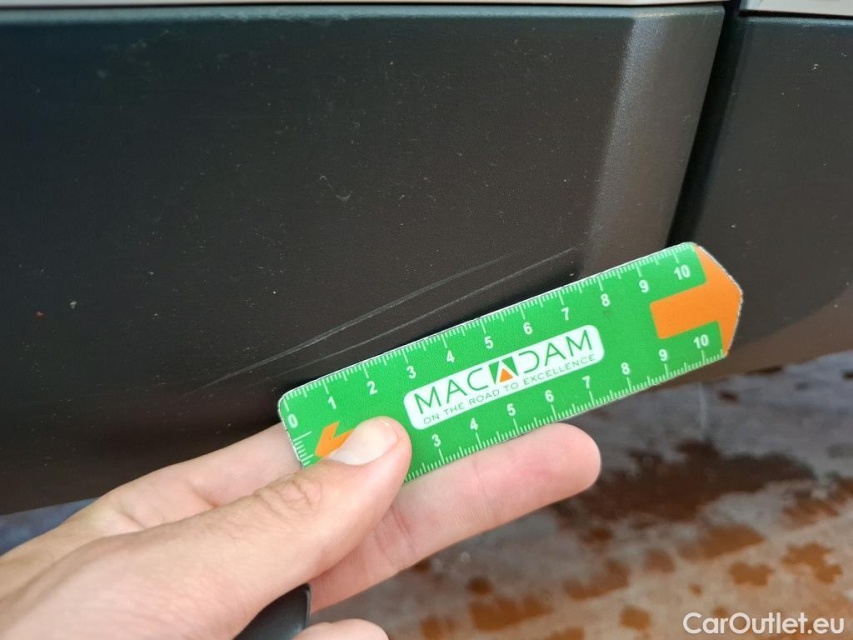 0 1 2 3 4 5 6 7 8 9 10
MACADAM
ON THE ROAD TO EXCELLENCE
3 4 5 6 7 8 9 10
CarOutlet.eu